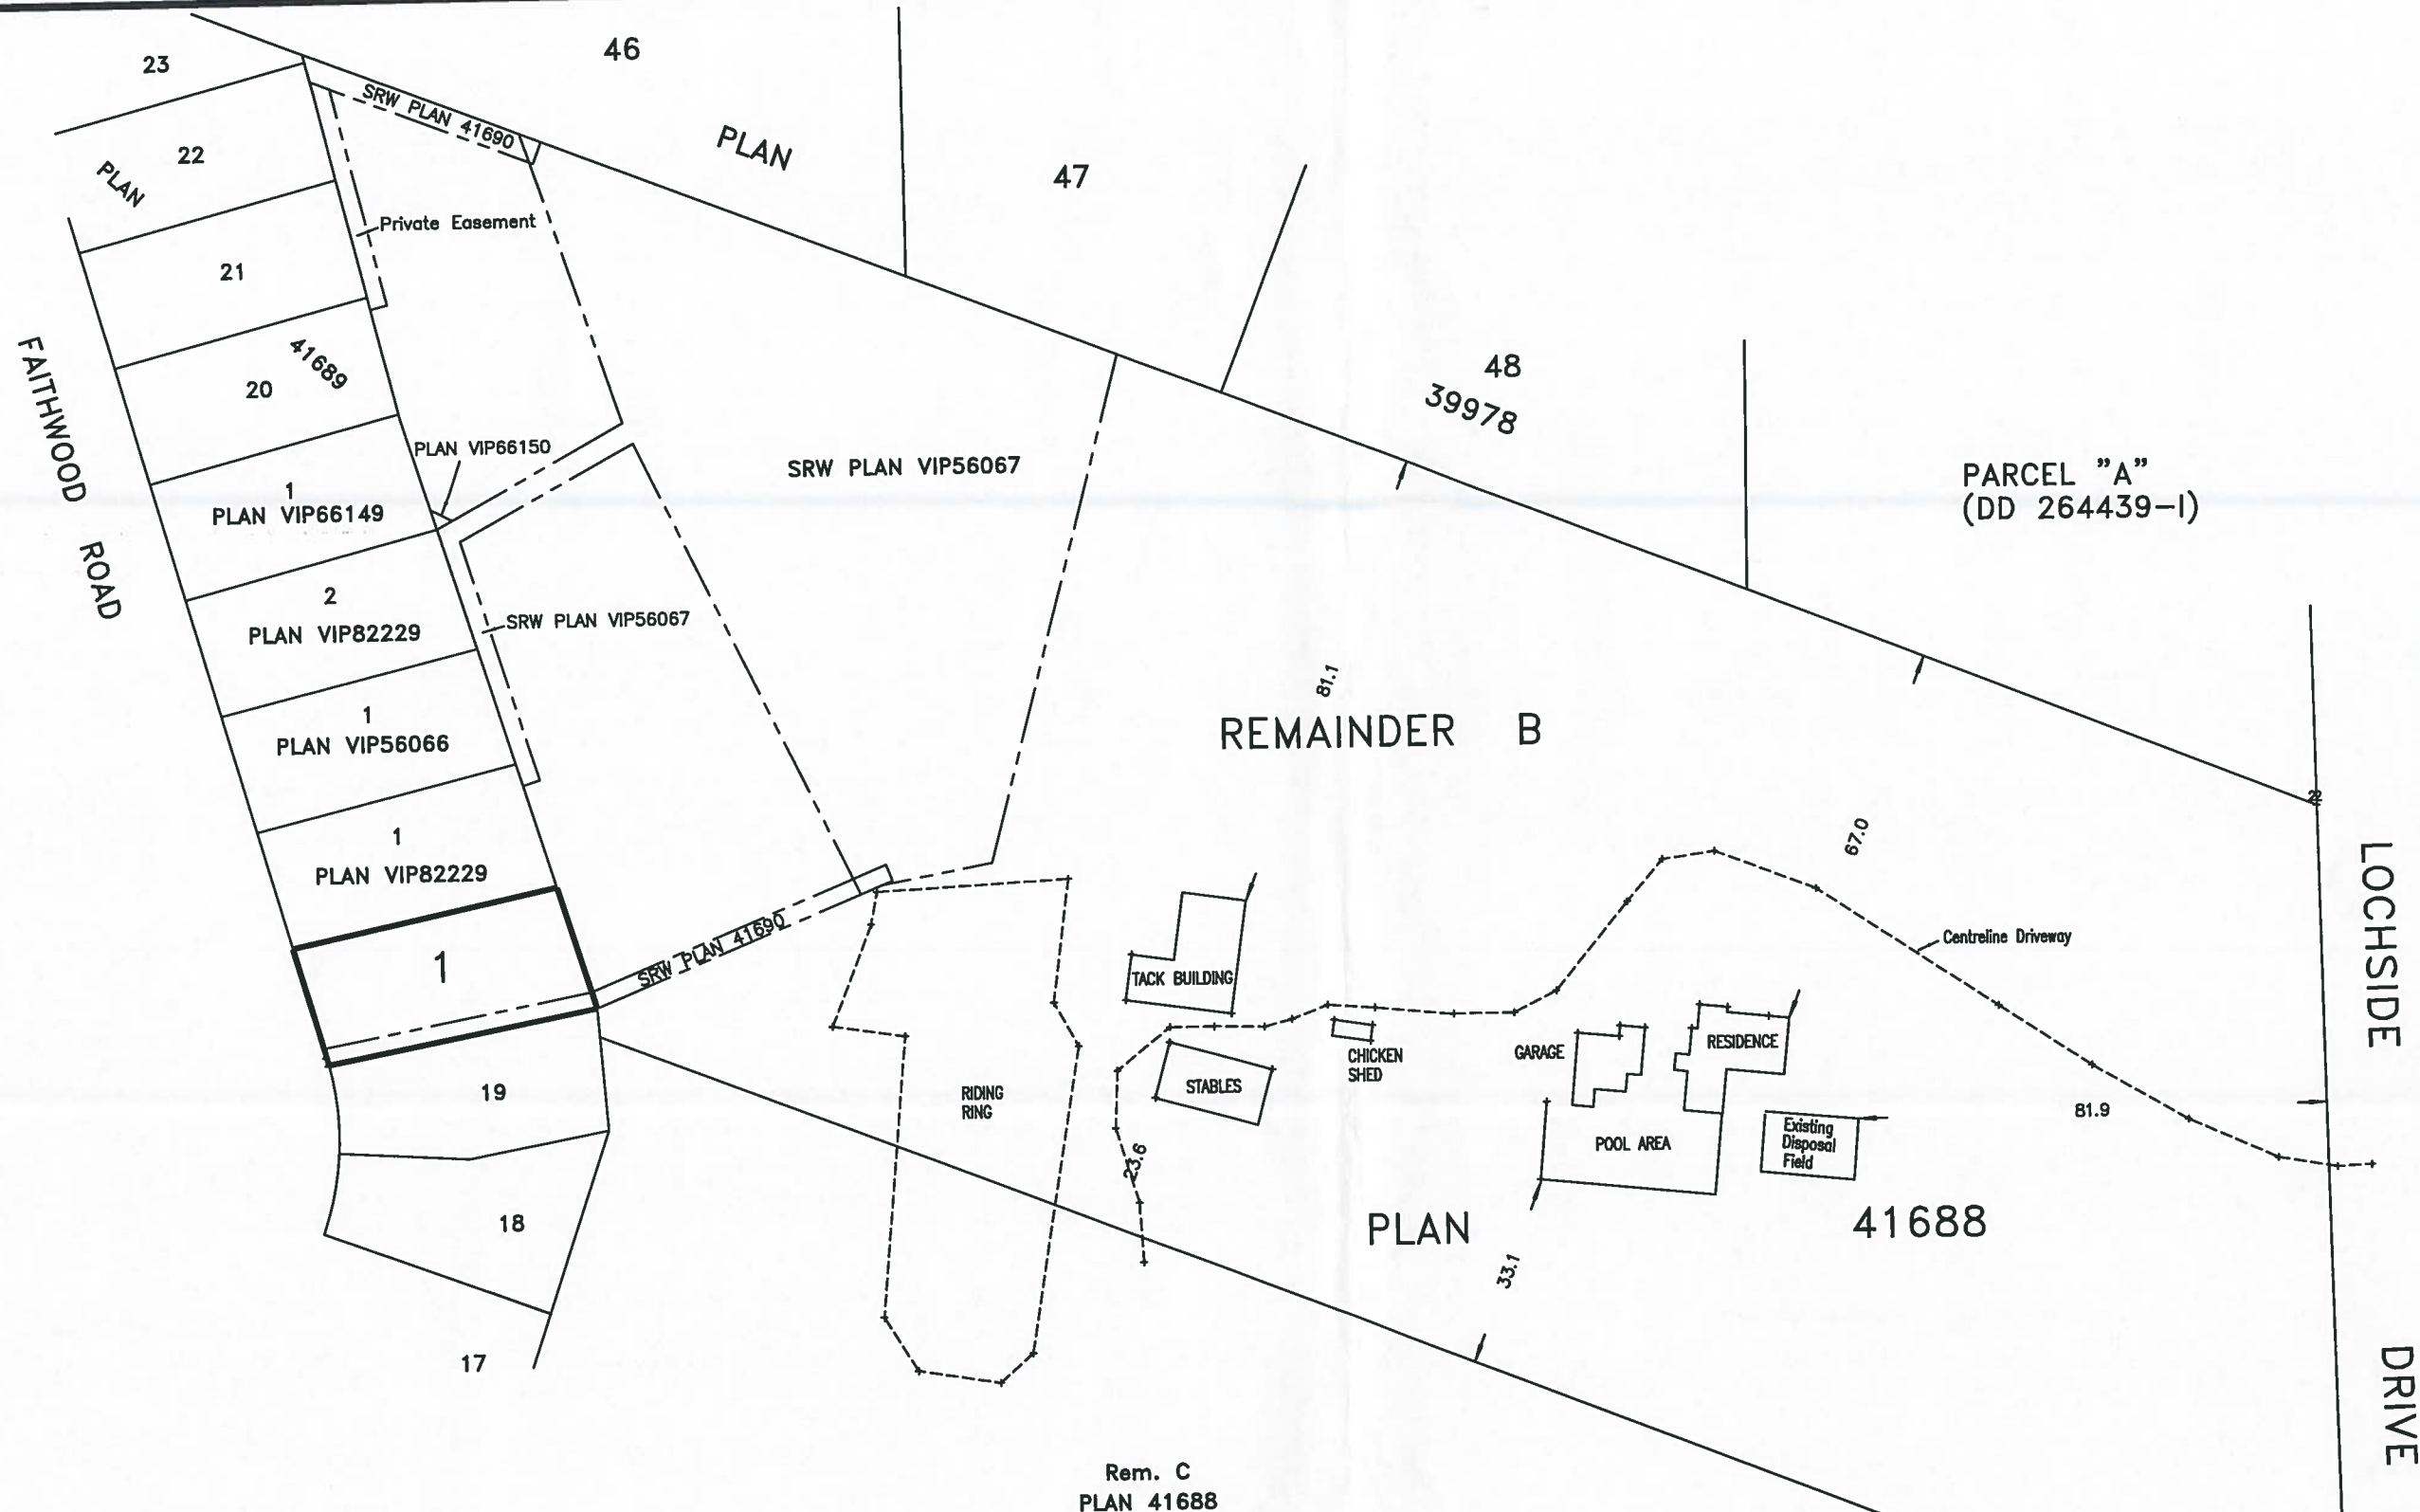 23
46
SRW PLAN 41690
PLAN
47
22
PLAN
Private Easement
21
41689
20
48
39978
FAITHWOOD ROAD
PLAN VIP66150
SRW PLAN VIP56067
PARCEL "A"
(DD 264439-I)
1
PLAN VIP66149
2
PLAN VIP82229
SRW PLAN VIP56067
81.1
REMAINDER B
1
PLAN VIP56066
1
PLAN VIP82229
67.0
LOCHSIDE DRIVE
SRW PLAN 41690
Centreline Driveway
1
TACK BUILDING
RESIDENCE
GARAGE
CHICKEN
SHED
STABLES
RIDING
RING
19
81.9
Existing
Disposal
Field
POOL AREA
23.6
18
PLAN
41688
33.1
17
Rem. C
PLAN 41688